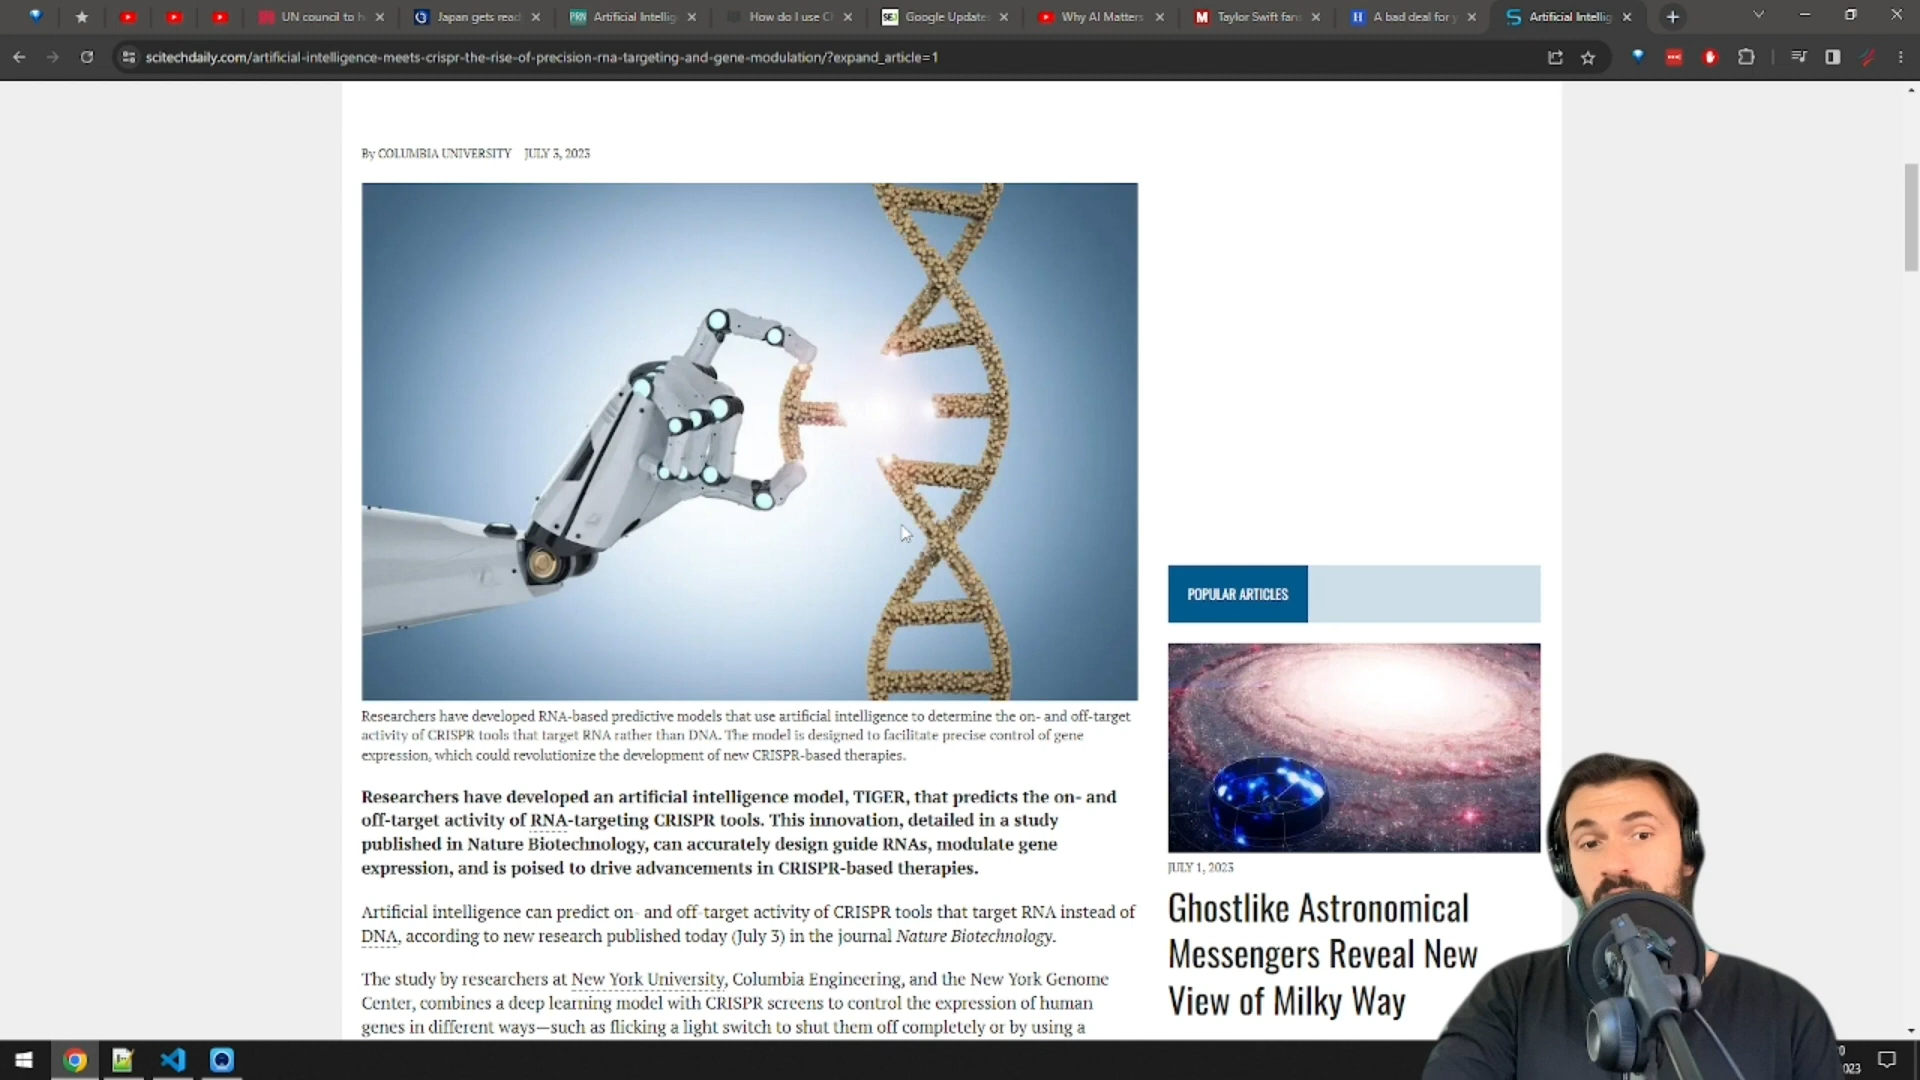 UN council to h
Japan gets read
PRN
Artificial Intellig
How do I use C
SEJ
Google Update
Why AI Matters
M
Taylor Swift fan
H
A bad deal for y
Artificial Intellig
scitechdaily.com/artificial-intelligence-meets-crispr-the-rise-of-precision-rna-targeting-and-gene-modulation/?expand_article=1
By COLUMBIA UNIVERSITY JULY 3, 2023
Researchers have developed RNA-based predictive models that use artificial intelligence to determine the on- and off-target
activity of CRISPR tools that target RNA rather than DNA. The model is designed to facilitate precise control of gene
expression, which could revolutionize the development of new CRISPR-based therapies.
Researchers have developed an artificial intelligence model, TIGER, that predicts the on- and
off-target activity of RNA-targeting CRISPR tools. This innovation, detailed in a study
published in Nature Biotechnology, can accurately design guide RNAs, modulate gene
expression, and is poised to drive advancements in CRISPR-based therapies.
Artificial intelligence can predict on- and off-target activity of CRISPR tools that target RNA instead of
DNA, according to new research published today (July 3) in the journal Nature Biotechnology.
The study by researchers at New York University, Columbia Engineering, and the New York Genome
Center, combines a deep learning model with CRISPR screens to control the expression of human
genes in different ways—such as flicking a light switch to shut them off completely or by using a
POPULAR ARTICLES
JULY 1, 2023
Ghostlike Astronomical
Messengers Reveal New
View of Milky Way
0
023